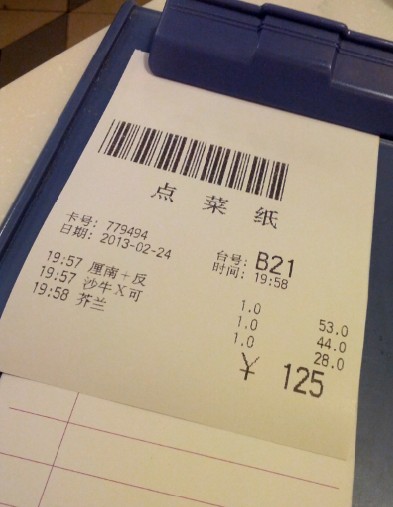 点菜纸
卡号: 779494 台号: B21
日期: 2013-02-24 时间: 19:58
19:57 厘南+反 1.0 53.0
19:57 沙牛X可 1.0 44.0
19:58 芥兰 1.0 28.0
¥ 125